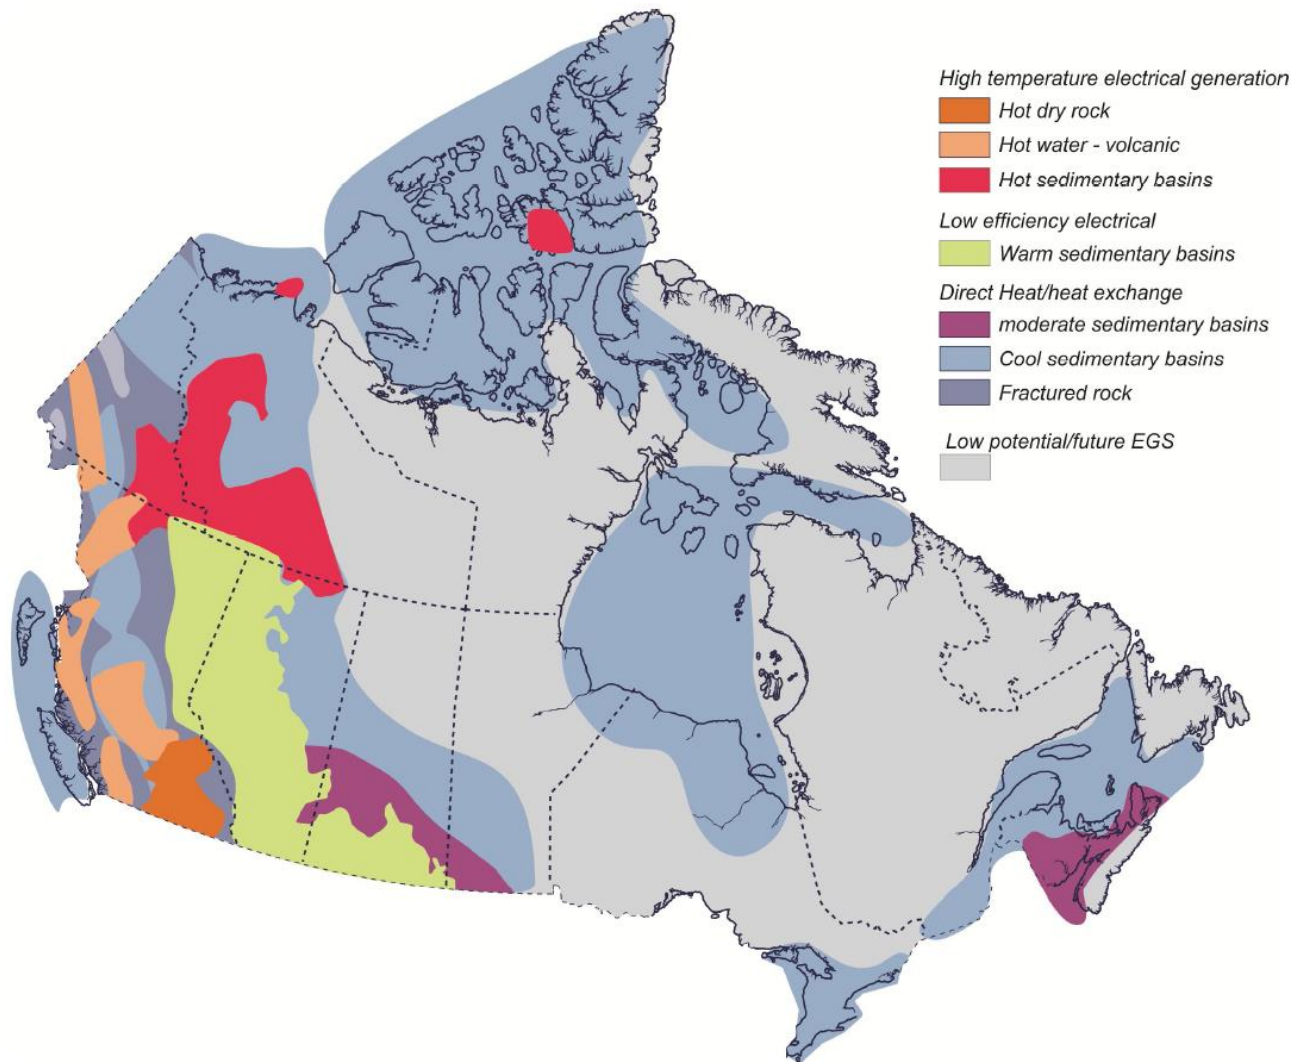 High temperature electrical generation
Hot dry rock
Hot water - volcanic
Hot sedimentary basins
Low efficiency electrical
Warm sedimentary basins
Direct Heat/heat exchange
moderate sedimentary basins
Cool sedimentary basins
Fractured rock
Low potential/future EGS